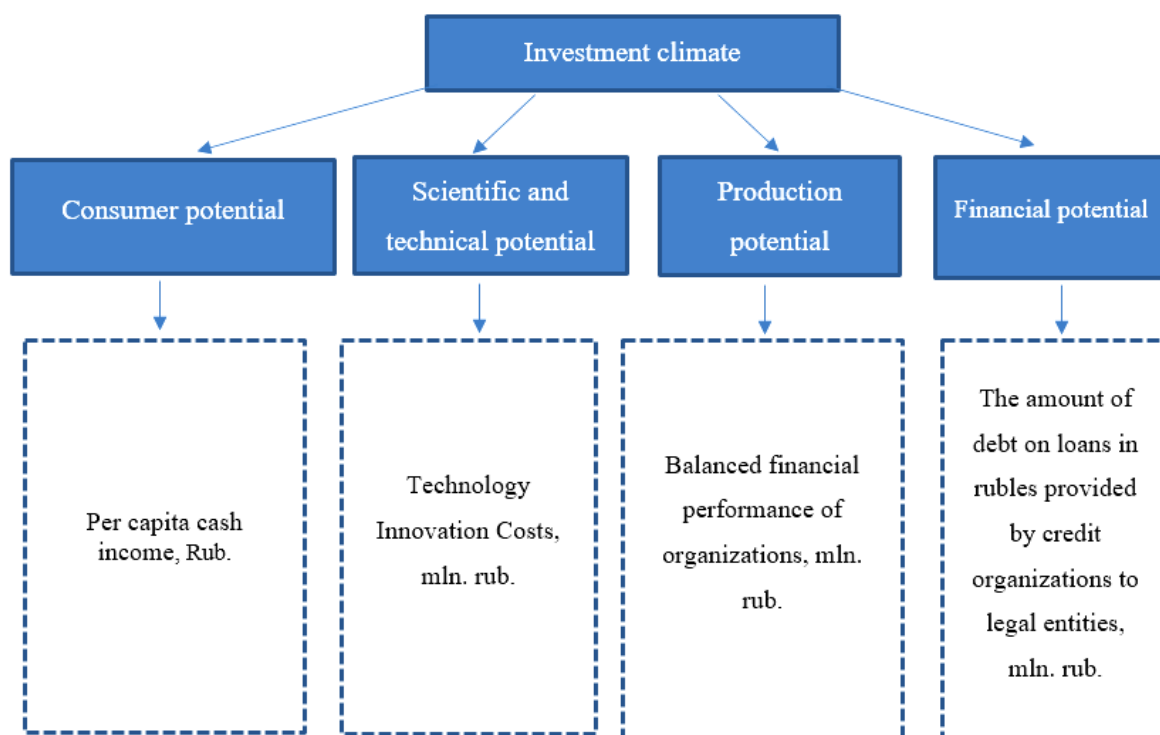 Investment climate
Consumer potential
Scientific and
technical potential
Production
potential
Financial potential
Per capita cash
income, Rub.
Technology
Innovation Costs,
mln. rub.
Balanced financial
performance of
organizations, mln.
rub.
The amount of
debt on loans in
rubles provided
by credit
organizations to
legal entities,
mln. rub.